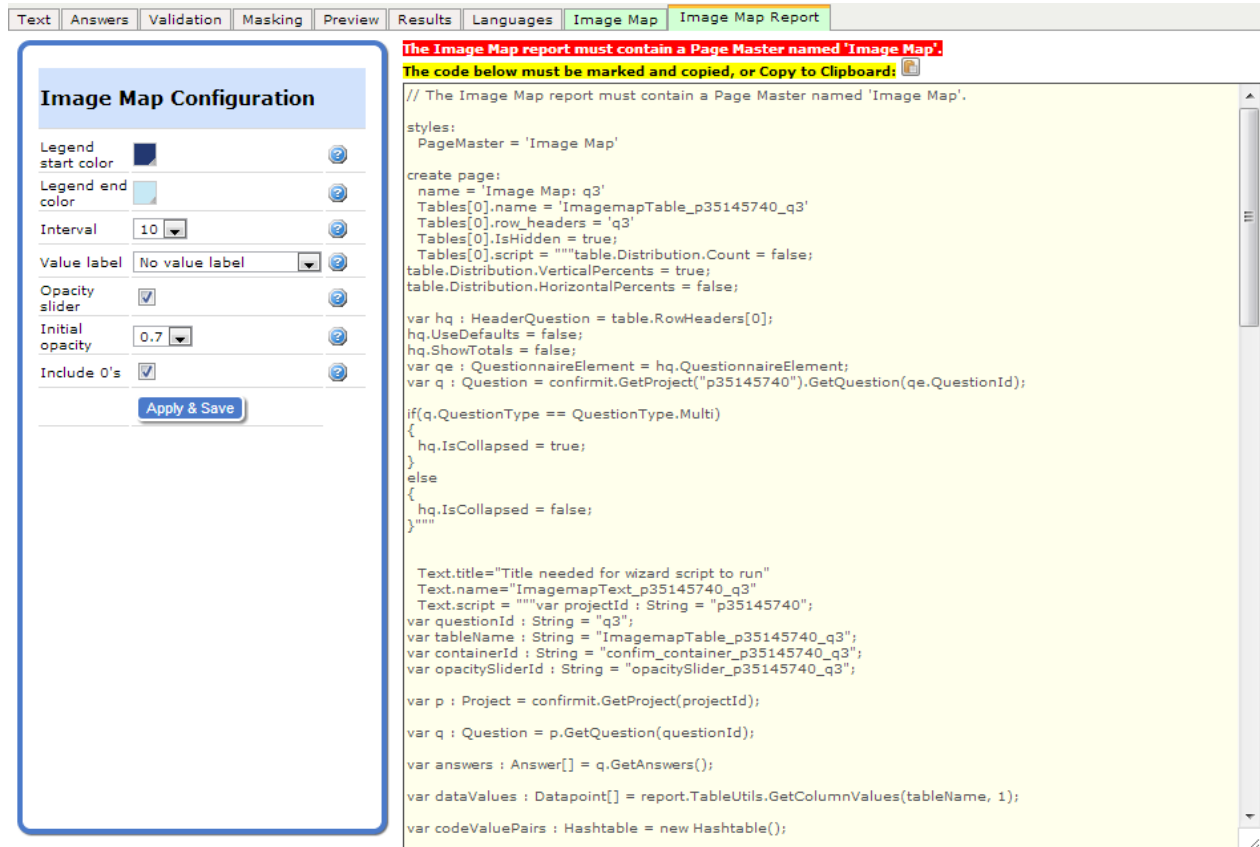 Text Answers Validation Masking Preview Results Languages Image Map Image Map Report
Image Map Configuration
Legend start color
Legend end color
Interval 10
Value label No value label
Opacity slider
Initial opacity 0.7
Include 0's
Apply & Save
The Image Map report must contain a Page Master named 'Image Map'.
The code below must be marked and copied, or Copy to Clipboard:
// The Image Map report must contain a Page Master named 'Image Map'.
styles:
PageMaster = 'Image Map'
create page:
name = 'Image Map: q3'
Tables[0].name = 'ImagemapTable_p35145740_q3'
Tables[0].row_headers = 'q3'
Tables[0].IsHidden = true;
Tables[0].script = """table.Distribution.Count = false;
table.Distribution.VerticalPercents = true;
table.Distribution.HorizontalPercents = false;
var hq : HeaderQuestion = table.RowHeaders[0];
hq.UseDefaults = false;
hq.ShowTotals = false;
var qe : QuestionnaireElement = hq.QuestionnaireElement;
var q : Question = confirmit.GetProject("p35145740").GetQuestion(qe.QuestionId);
if(q.QuestionType == QuestionType.Multi)
{
hq.IsCollapsed = true;
}
else
{
hq.IsCollapsed = false;
}"""
Text.title="Title needed for wizard script to run"
Text.name="ImagemapText_p35145740_q3"
Text.script = """var projectId : String = "p35145740";
var questionId : String = "q3";
var tableName : String = "ImagemapTable_p35145740_q3";
var containerId : String = "confim_container_p35145740_q3";
var opacitySliderId : String = "opacitySlider_p35145740_q3";
var p : Project = confirmit.GetProject(projectId);
var q : Question = p.GetQuestion(questionId);
var answers : Answer[] = q.GetAnswers();
var dataValues : Datapoint[] = report.TableUtils.GetColumnValues(tableName, 1);
var codeValuePairs : Hashtable = new Hashtable();